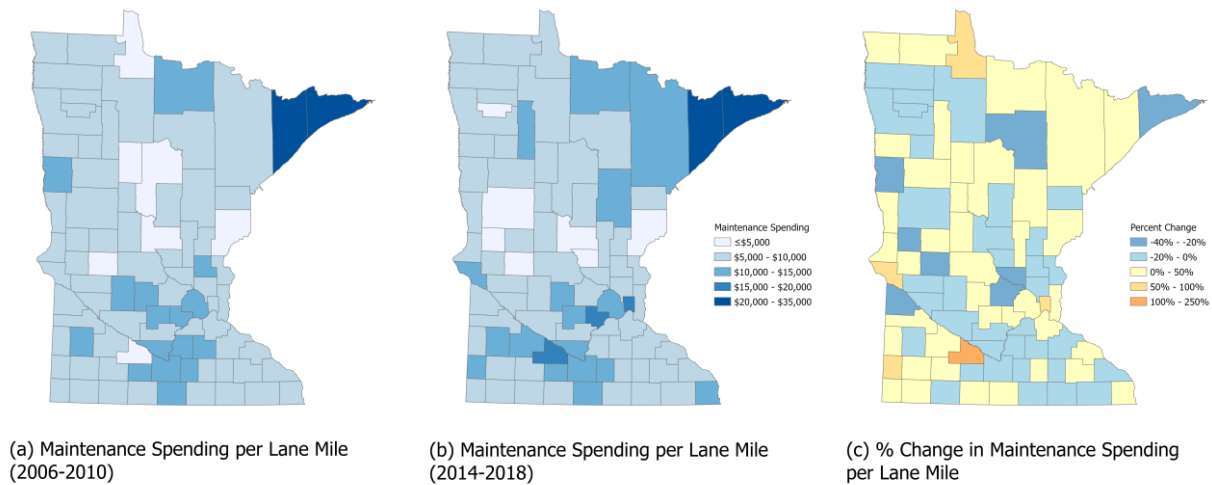 Maintenance Spending
≤$5,000
$5,000 - $10,000
$10,000 - $15,000
$15,000 - $20,000
$20,000 - $35,000
Percent Change
-40% - -20%
-20% - 0%
0% - 50%
50% - 100%
100% - 250%
(a) Maintenance Spending per Lane Mile
(2006-2010)
(b) Maintenance Spending per Lane Mile
(2014-2018)
(c) % Change in Maintenance Spending
per Lane Mile